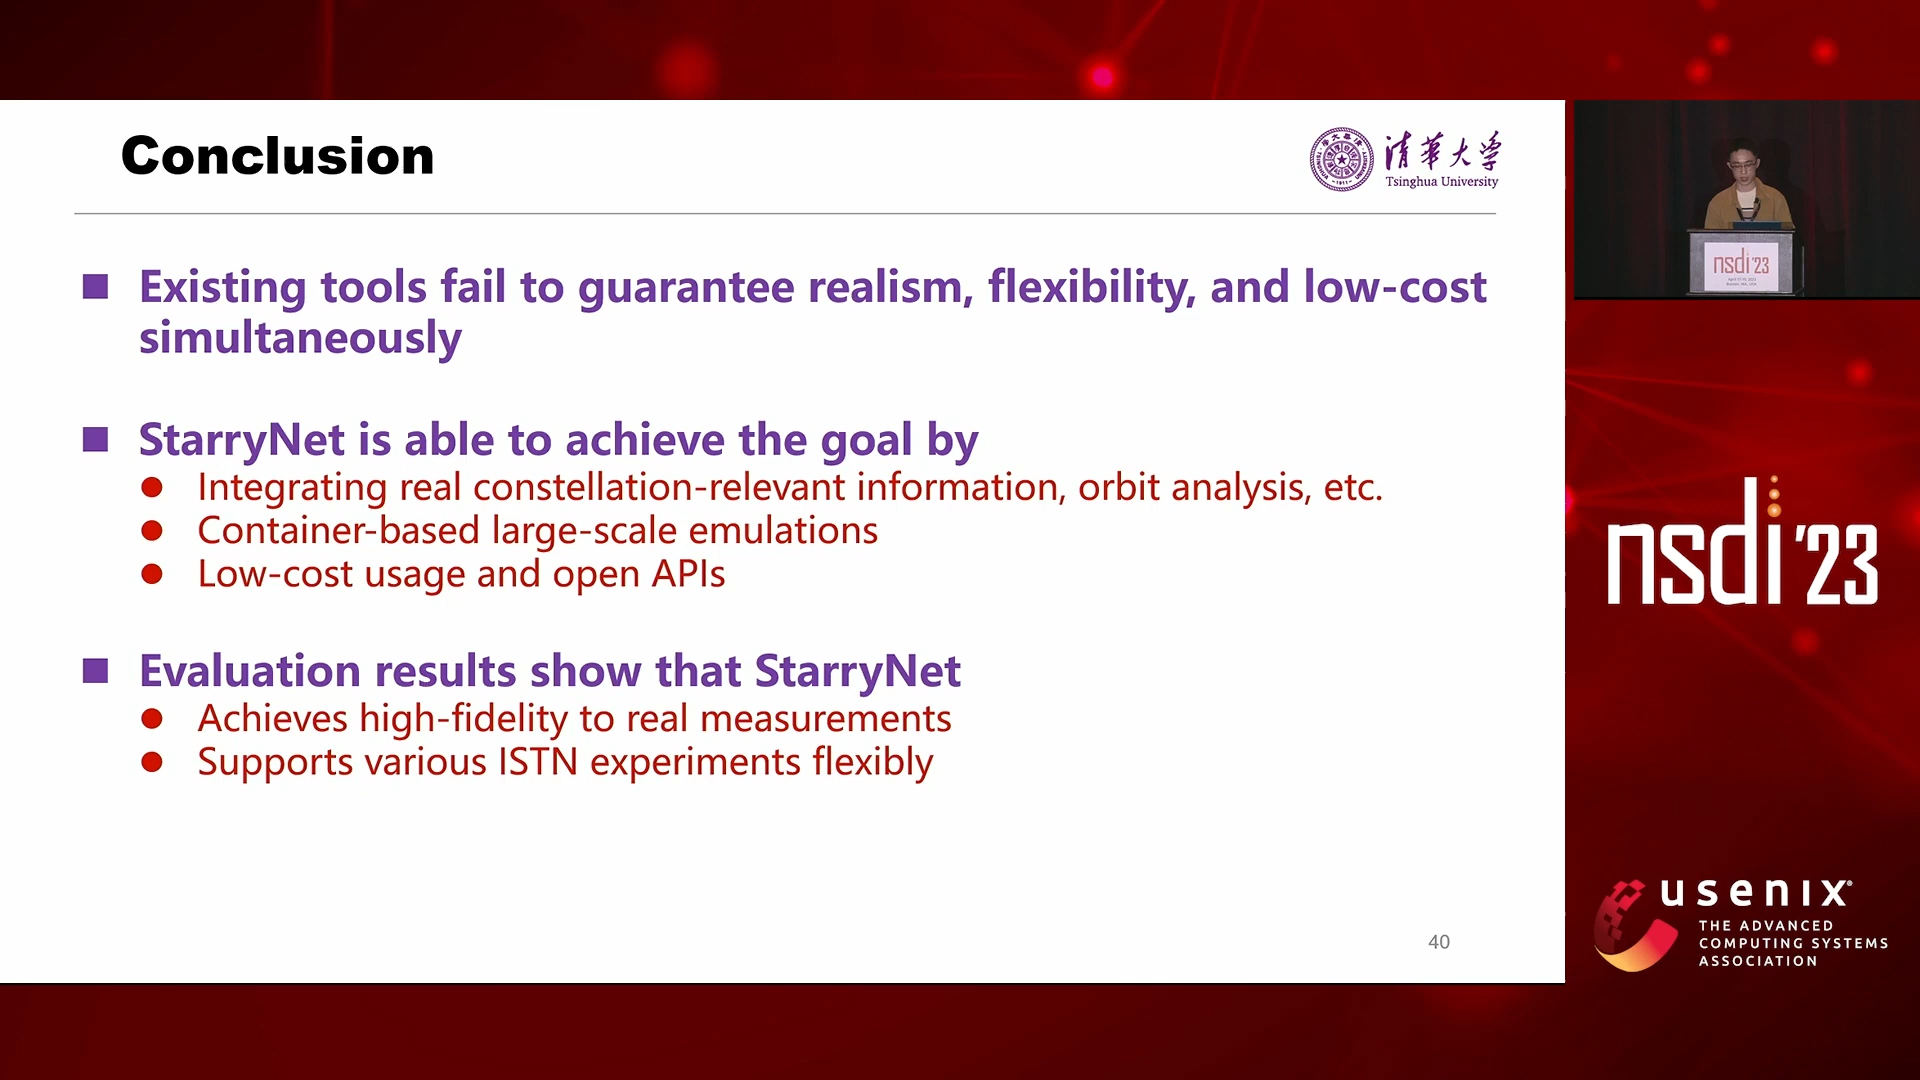 Conclusion
清華大学
Tsinghua University
Existing tools fail to guarantee realism, flexibility, and low-cost
simultaneously
StarryNet is able to achieve the goal by
Integrating real constellation-relevant information, orbit analysis, etc.
Container-based large-scale emulations
Low-cost usage and open APIs
Evaluation results show that StarryNet
Achieves high-fidelity to real measurements
Supports various ISTN experiments flexibly
40
nsdi'23
nsdi'23
usenix®
THE ADVANCED
COMPUTING SYSTEMS
ASSOCIATION